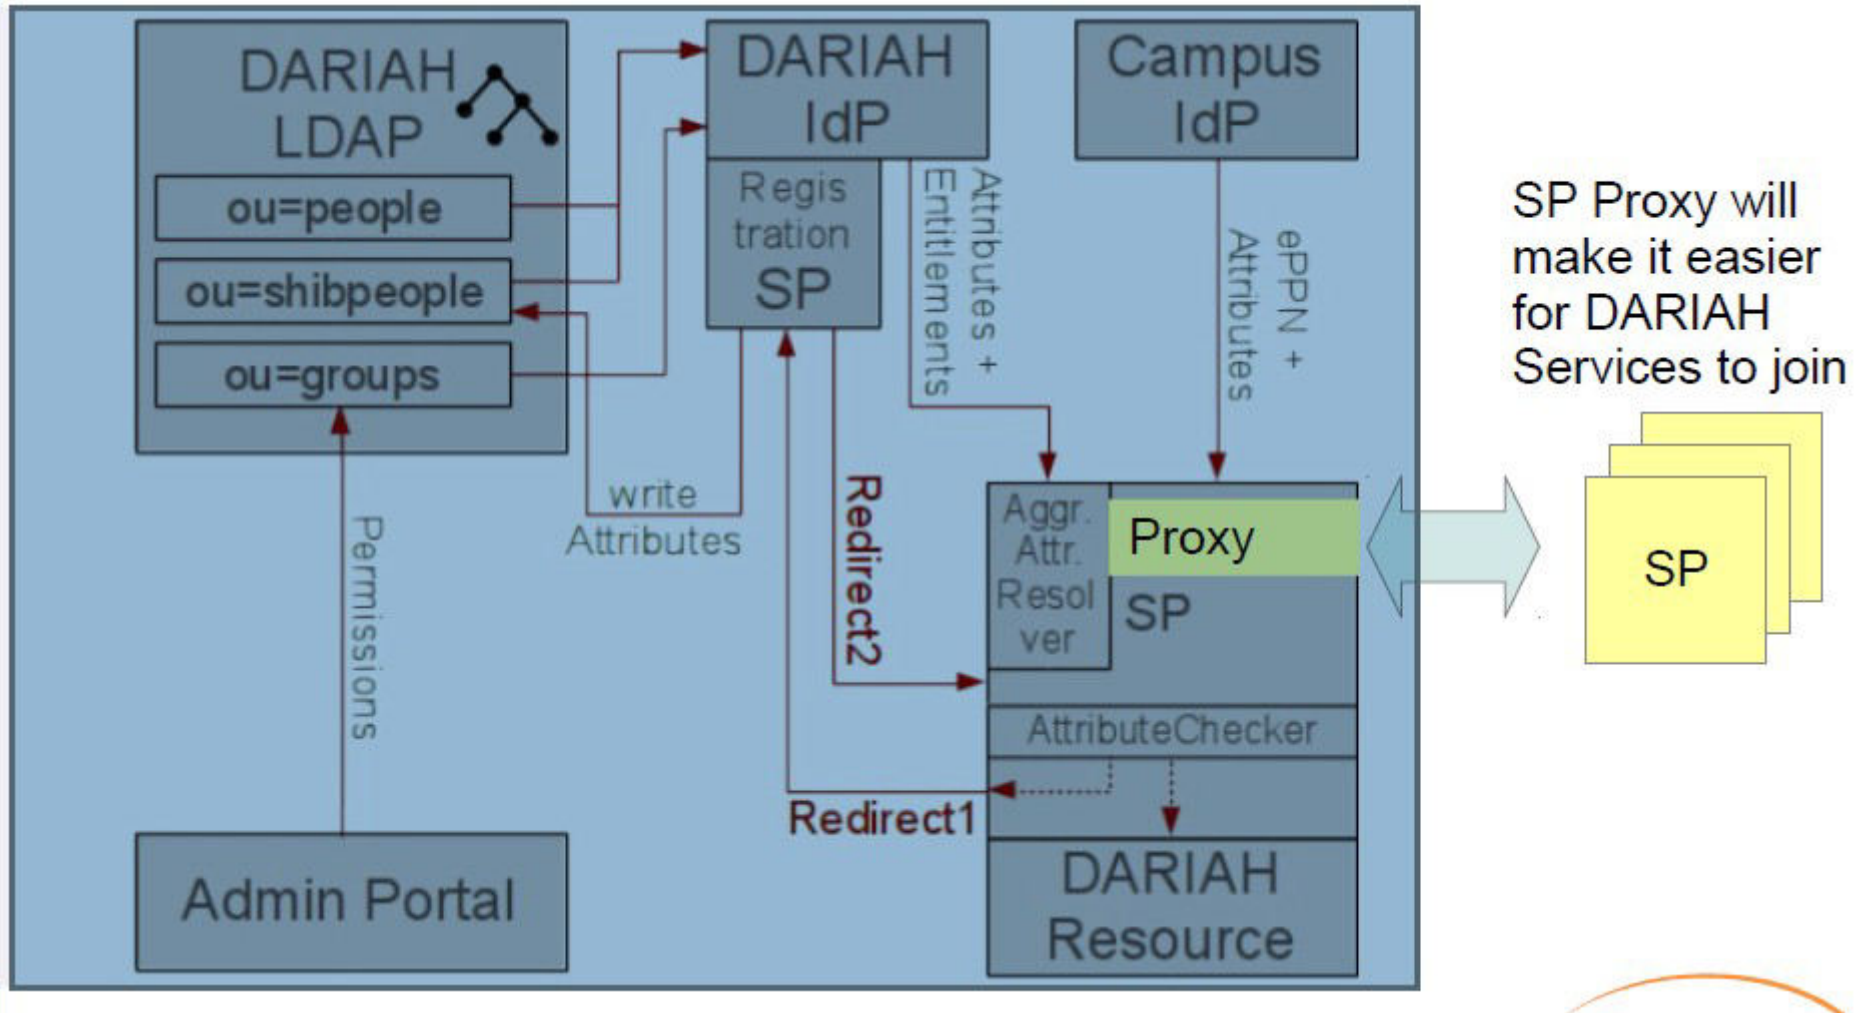 DARIAH
LDAP
ou=people
ou=shibpeople
ou=groups
DARIAH
IdP
Regis
tration
SP
Campus
IdP
Attributes +
Entitlements
ePPN +
Attributes
write
Attributes
Permissions
Redirect2
Redirect1
Aggr.
Attr.
Resol
ver
Proxy
SP
AttributeChecker
DARIAH
Resource
Admin Portal
SP Proxy will
make it easier
for DARIAH
Services to join
SP